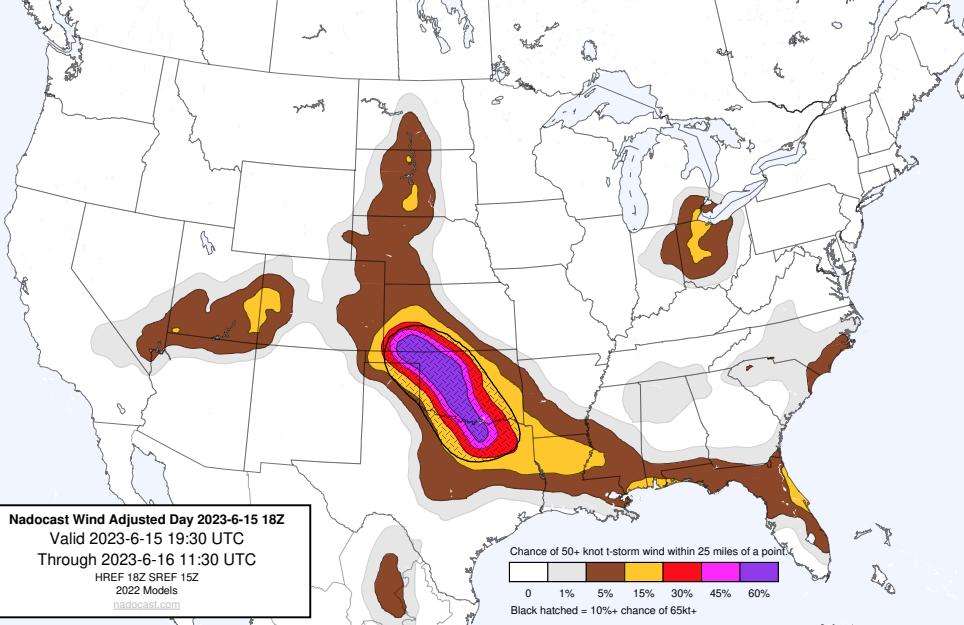 Nadocast Wind Adjusted Day 2023-6-15 18Z
Valid 2023-6-15 19:30 UTC
Through 2023-6-16 11:30 UTC
HREF 18Z SREF 15Z
2022 Models
nadocast.com
Chance of 50+ knot t-storm wind within 25 miles of a point.
0 1% 5% 15% 30% 45% 60%
Black hatched = 10%+ chance of 65kt+